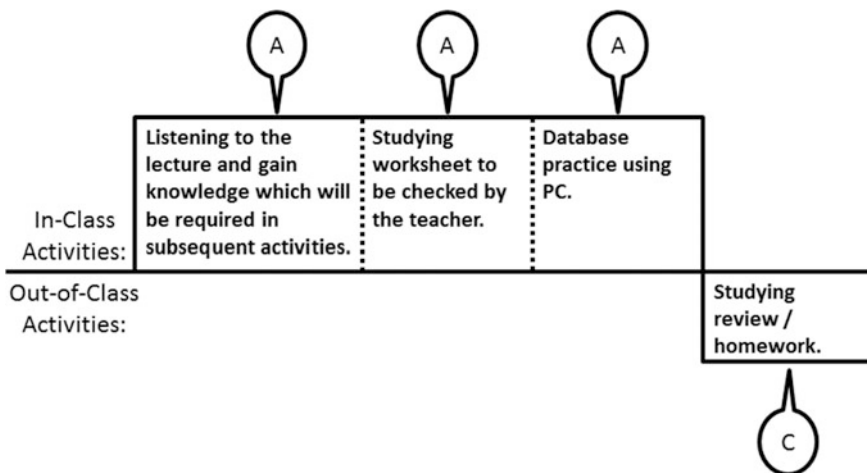 A
A
A
Listening to the
lecture and gain
knowledge which will
be required in
subsequent activities.
Studying
worksheet to
be checked by
the teacher.
Database
practice using
PC.
In-Class
Activities:
Out-of-Class
Activities:
Studying
review /
homework.
C